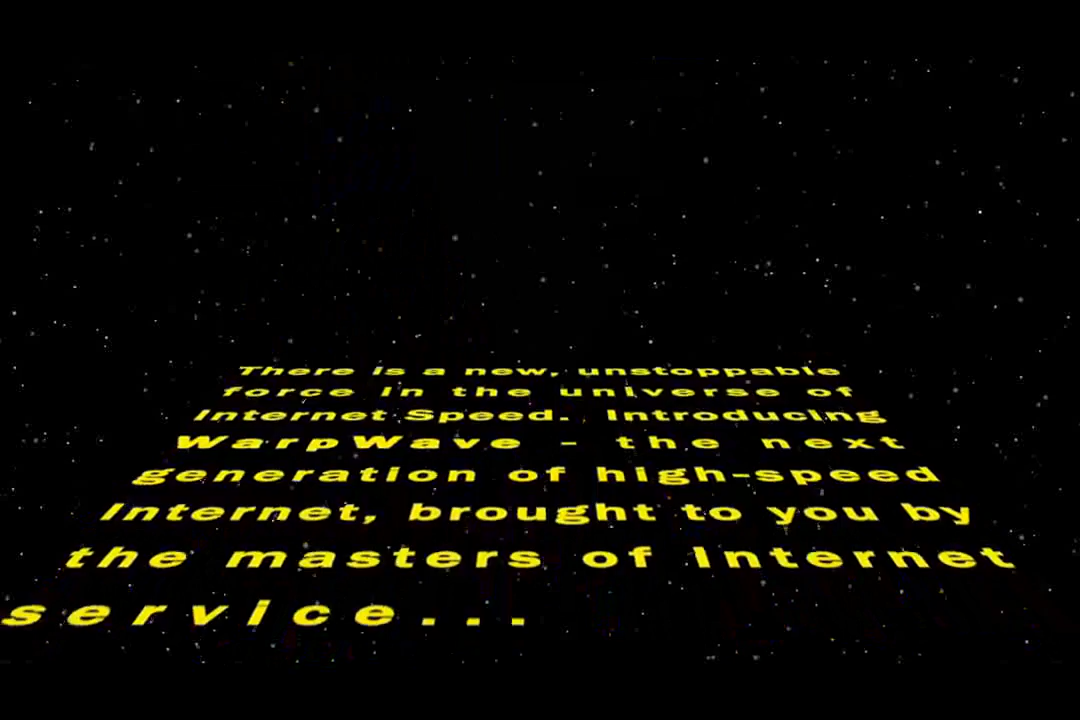 There is a new, unstoppable
force in the universe of
Internet Speed. Introducing
WarpWave - the next
generation of high-speed
Internet, brought to you by
the masters of Internet
service...